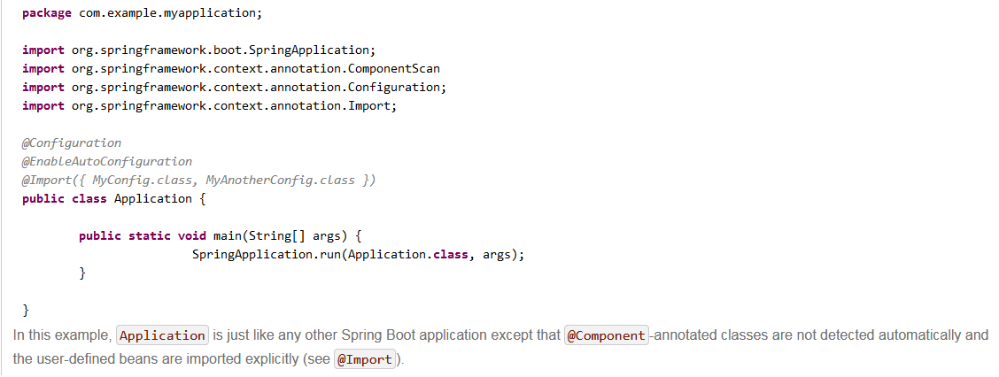 package com.example.myapplication;
import org.springframework.boot.SpringApplication;
import org.springframework.context.annotation.ComponentScan
import org.springframework.context.annotation.Configuration;
import org.springframework.context.annotation.Import;
@Configuration
@EnableAutoConfiguration
@Import({ MyConfig.class, MyAnotherConfig.class })
public class Application {
public static void main(String[] args) {
SpringApplication.run(Application.class, args);
}
}
In this example, Application is just like any other Spring Boot application except that @Component-annotated classes are not detected automatically and
the user-defined beans are imported explicitly (see @Import).